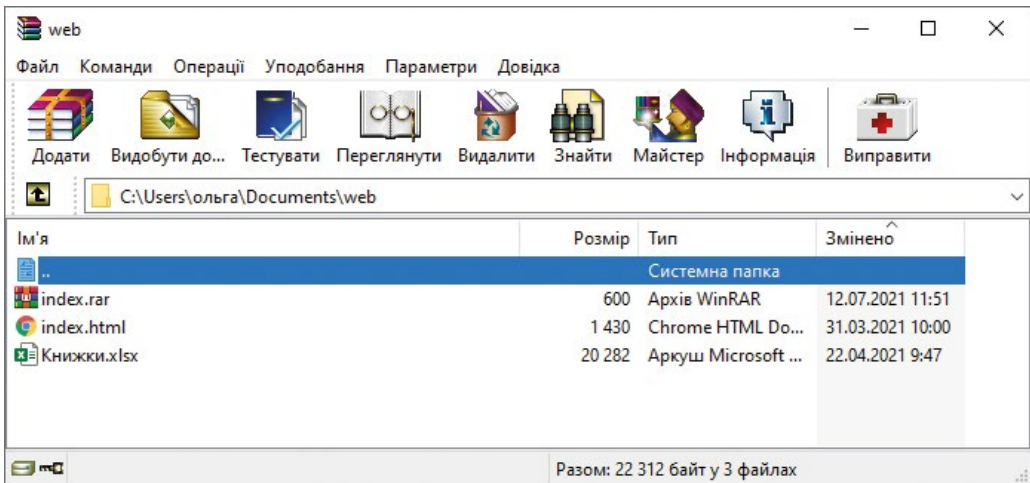 web
Файл Команди Операції Уподобання Параметри Довідка
Додати Видобути до... Тестувати Переглянути Видалити Знайти Майстер Інформація Виправити
C:\Users\ольга\Documents\web
Ім'я Розмір Тип Змінено
.. Системна папка
index.rar 600 Архів WinRAR 12.07.2021 11:51
index.html 1 430 Chrome HTML Do... 31.03.2021 10:00
Книжки.xlsx 20 282 Аркуш Microsoft ... 22.04.2021 9:47
Разом: 22 312 байт у 3 файлах